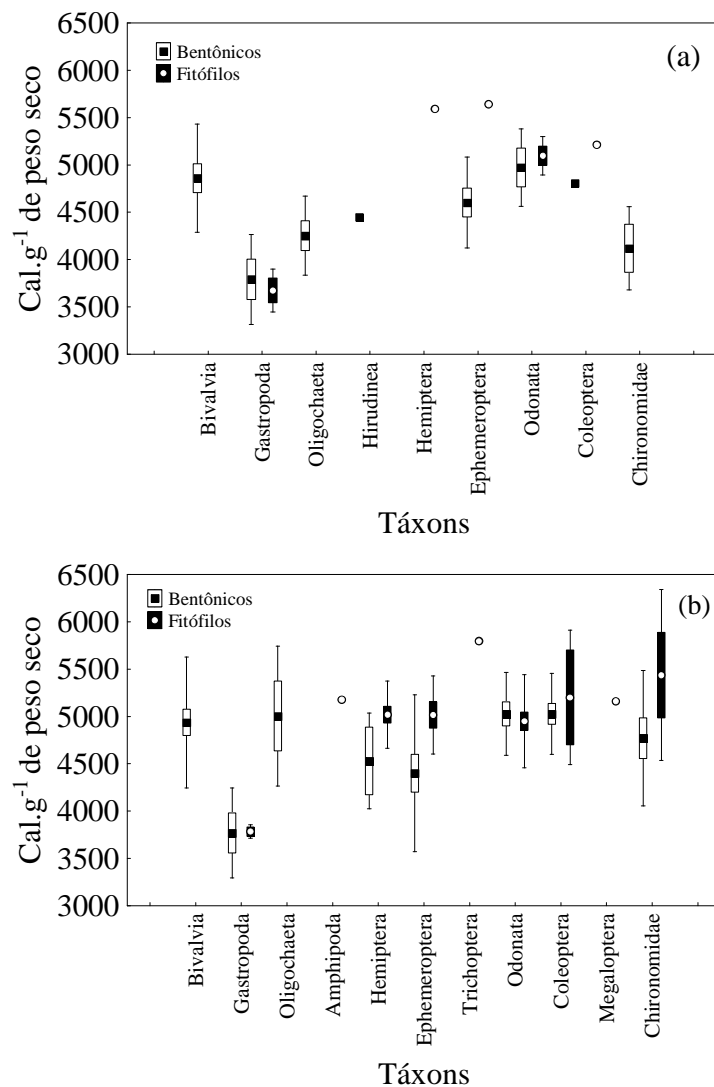 6500
6000
5500
5000
4500
4000
3500
3000
Cal.g⁻¹ de peso seco
Bentônicos
Fitófilos
(a)
Bivalvia
Gastropoda
Oligochaeta
Hirudinea
Hemiptera
Ephemeroptera
Odonata
Coleoptera
Chironomidae
Táxons
6500
6000
5500
5000
4500
4000
3500
3000
Cal.g⁻¹ de peso seco
Bentônicos
Fitófilos
(b)
Bivalvia
Gastropoda
Oligochaeta
Amphipoda
Hemiptera
Ephemeroptera
Trichoptera
Odonata
Coleoptera
Megaloptera
Chironomidae
Táxons